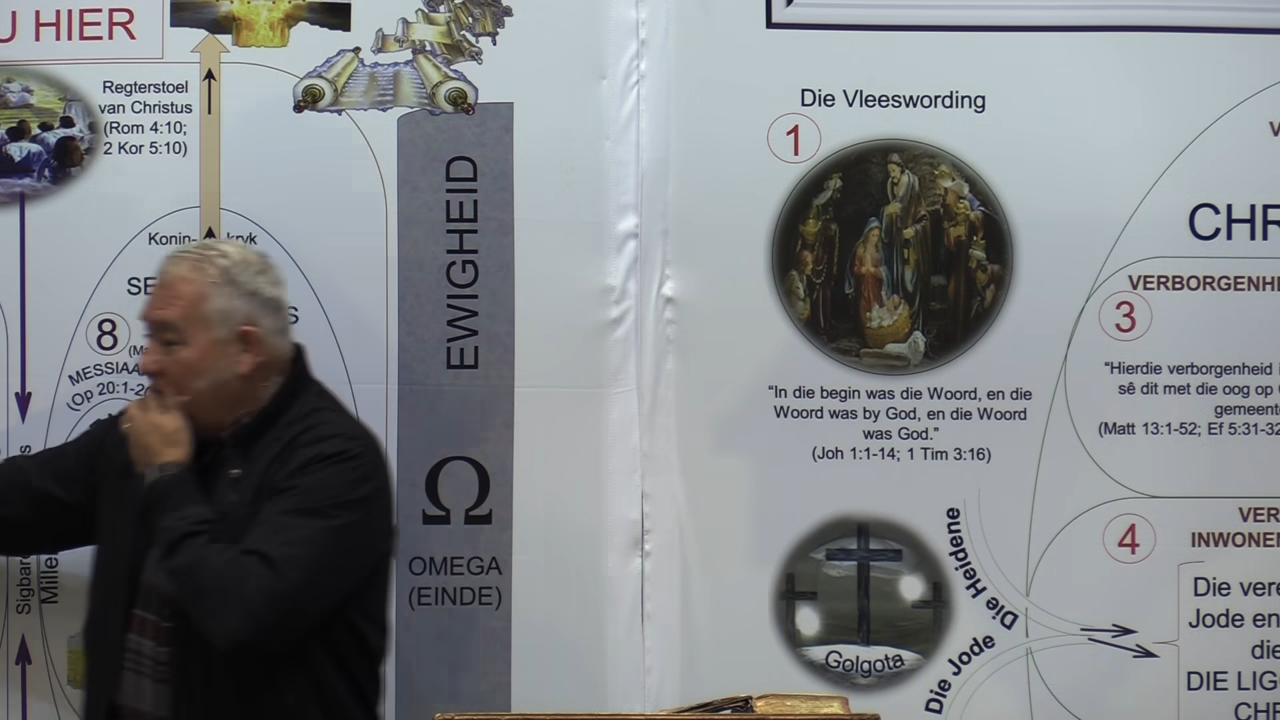 U HIER
Regterstoel
van Christus
(Rom 4:10;
2 Kor 5:10)
Konin- kryk
SE
S
8
MESSIAA
(Op 20:1-
Sigbar
Mille
EWIGHEID
Ω
OMEGA
(EINDE)
Die Vleeswording
1
“In die begin was die Woord, en die
Woord was by God, en die Woord
was God.”
(Joh 1:1-14; 1 Tim 3:16)
Golgota
Die Heidene
Die Jode
V
CHR
VERBORGENHE
3
“Hierdie verborgenheid i
sê dit met die oog op
gemeent
(Matt 13:1-52; Ef 5:31-32
4
VER
INWONE
Die vere
Jode en
die
DIE LIG
CHR